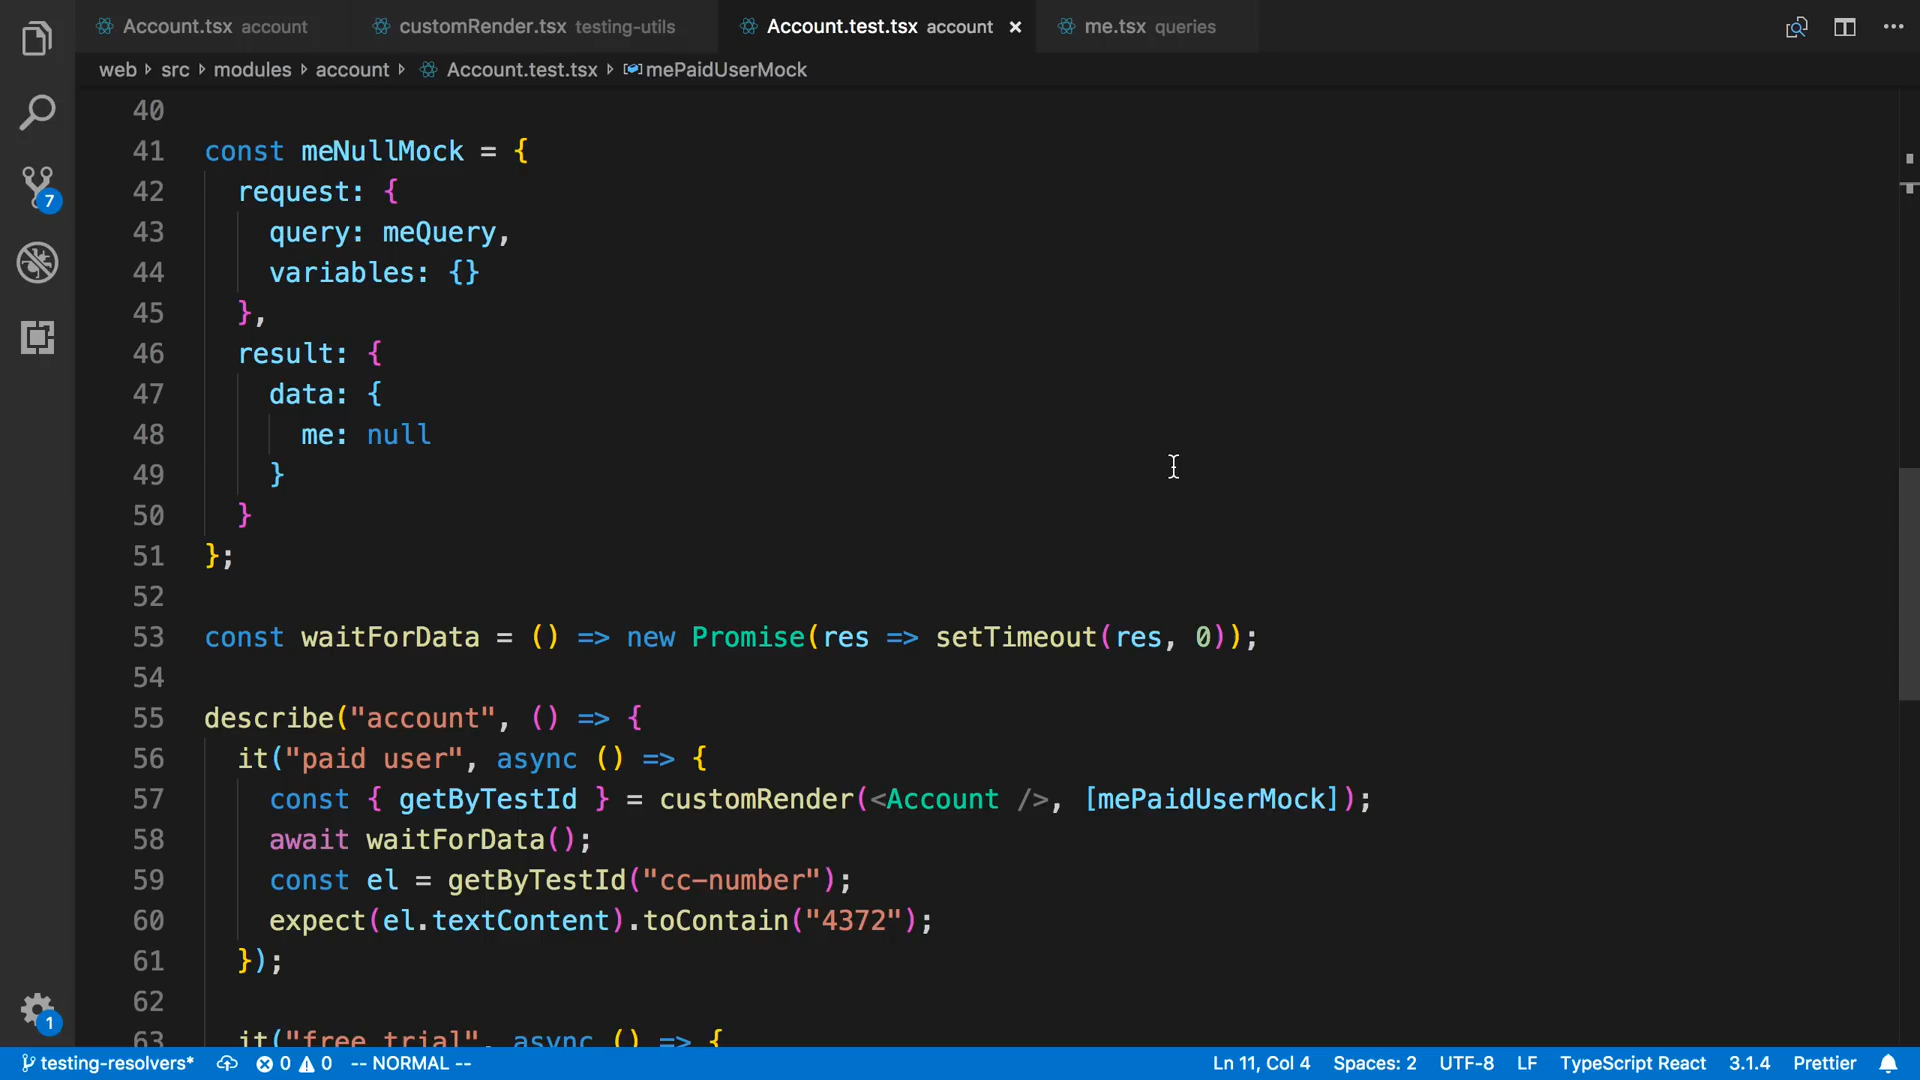 Account.tsx account customRender.tsx testing-utils Account.test.tsx account × me.tsx queries
web src modules account Account.test.tsx mePaidUserMock
40
41 const meNullMock = {
42 request: {
43 query: meQuery,
44 variables: {}
45 },
46 result: {
47 data: {
48 me: null
49 }
50 }
51 };
52
53 const waitForData = () => new Promise(res => setTimeout(res, 0));
54
55 describe("account", () => {
56 it("paid user", async () => {
57 const { getByTestId } = customRender(<Account />, [mePaidUserMock]);
58 await waitForData();
59 const el = getByTestId("cc-number");
60 expect(el.textContent).toContain("4372");
61 });
62
63 it("free trial", async () => {
7
1
testing-resolvers* 0 0 -- NORMAL -- Ln 11, Col 4 Spaces: 2 UTF-8 LF TypeScript React 3.1.4 Prettier